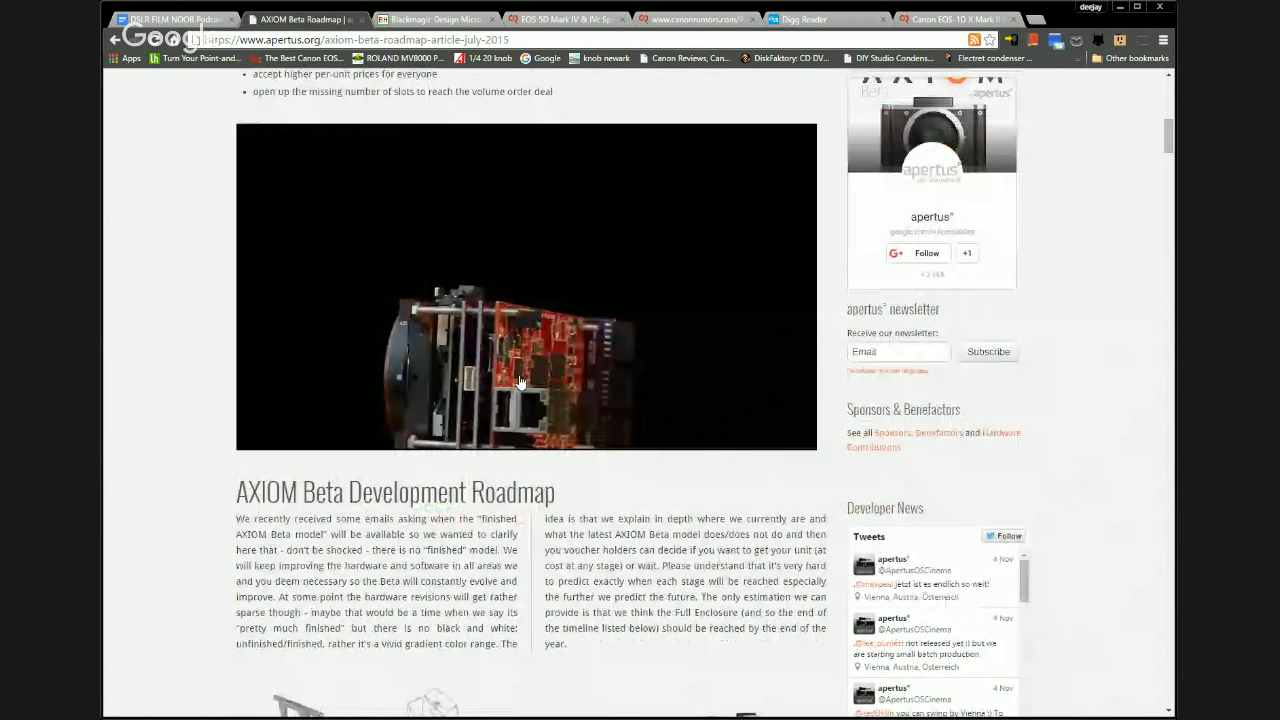 deejay
DSLR FILM NOOB Podcas
AXIOM Beta Roadmap | a
Blackmagic Design Micro
EOS 5D Mark IV & IVc Sp
www.canonrumors.com/
Digg Reader
Canon EOS-1D X Mark II
https://www.apertus.org/axiom-beta-roadmap-article-july-2015
Apps
Turn Your Point-and-
The Best Canon EOS
ROLAND MV8000 P
1/4 20 knob
Google
knob newark
Canon Reviews, Can
DiskFaktory: CD DV
DIY Studio Condens
Electret condenser
Other bookmarks
accept higher per-unit prices for everyone
open up the missing number of slots to reach the volume order deal
AXIOM Beta Development Roadmap
We recently received some emails asking when the "finished
AXIOM Beta model" will be available so we wanted to clarify
here that - don't be shocked - there is no "finished" model. We
will keep improving the hardware and software in all areas we
and you deem necessary so the Beta will constantly evolve and
improve. At some point the hardware revisions will get rather
sparse though - maybe that would be a time when we say its
"pretty much finished" but there is no black and white:
unfinished/finished, rather it's a vivid gradient color range. The
idea is that we explain in depth where we currently are and
what the latest AXIOM Beta model does/does not do and then
you voucher holders can decide if you want to get your unit (at
cost at any stage) or wait. Please understand that it's very hard
to predict exactly when each stage will be reached especially
the further we predict the future. The only estimation we can
provide is that we think the Full Enclosure (and so the end of
the timeline listed below) should be reached by the end of the
year.
AXIOM
Beta
apertus°
apertus°
apertus°
G+ Follow
+1
apertus° newsletter
Receive our newsletter:
Email
Subscribe
Sponsors & Benefactors
See all Sponsors, Benefactors and Hardware
Contributions
Developer News
Tweets
Follow
apertus°
4 Nov
@ApertusOSCinema
jetzt ist es endlich so weit!
Vienna, Austria, Österreich
apertus°
4 Nov
@ApertusOSCinema
not released yet :) but we
are starting small batch production
Vienna, Austria, Österreich
apertus°
4 Nov
@ApertusOSCinema
you can swing by Vienna :) To